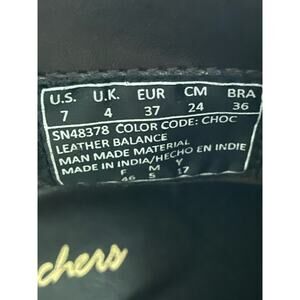 U.S. U.K. EUR CM BRA
7 4 37 24 36
SN48378 COLOR CODE: CHOC
LEATHER BALANCE
MAN MADE MATERIAL
MADE IN INDIA/HECHO EN INDIE
F M Y
46 5 17
chers